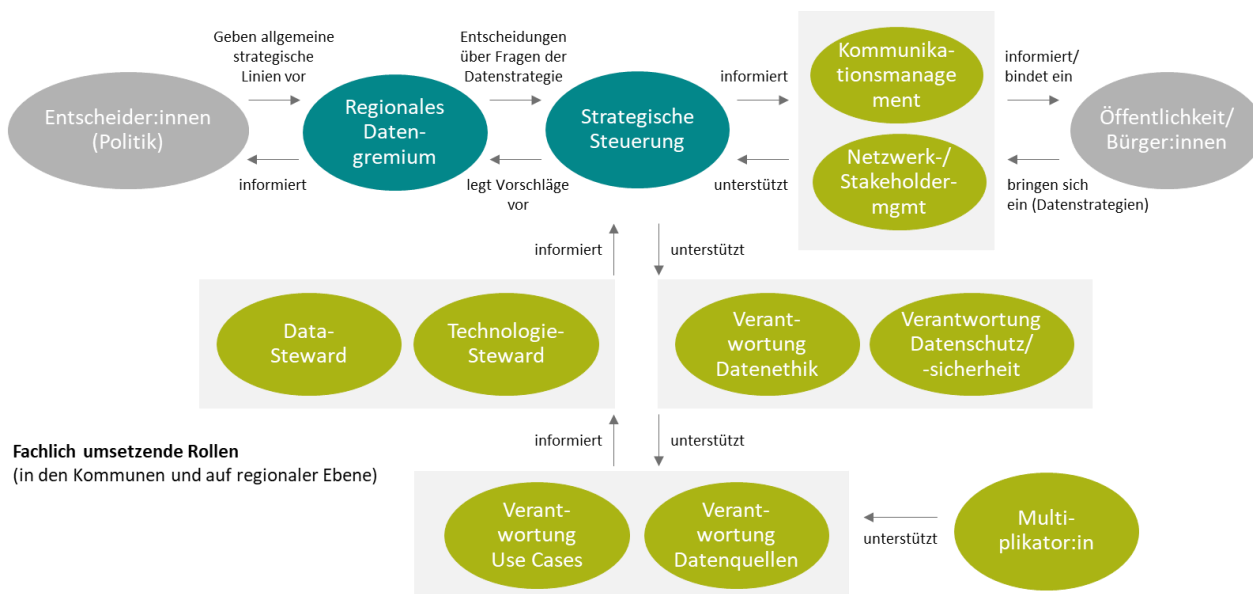 Geben allgemeine
strategische
Linien vor
Entscheidungen
über Fragen der
Datenstrategie
Entscheider:innen
(Politik)
informiert
Regionales
Daten-
gremium
legt Vorschläge
vor
Strategische
Steuerung
informiert
unterstützt
Kommunika-
tionsmanage
ment
Netzwerk-/
Stakeholder-
mgmt
informiert/
bindet ein
bringen sich
ein (Datenstrategien)
Öffentlichkeit/
Bürger:innen
informiert
unterstützt
Data-
Steward
Technologie-
Steward
Verant-
wortung
Datenethik
Verantwortung
Datenschutz/
-sicherheit
informiert
unterstützt
Fachlich umsetzende Rollen
(in den Kommunen und auf regionaler Ebene)
Verant-
wortung
Use Cases
Verant-
wortung
Datenquellen
unterstützt
Multi-
plikator:in